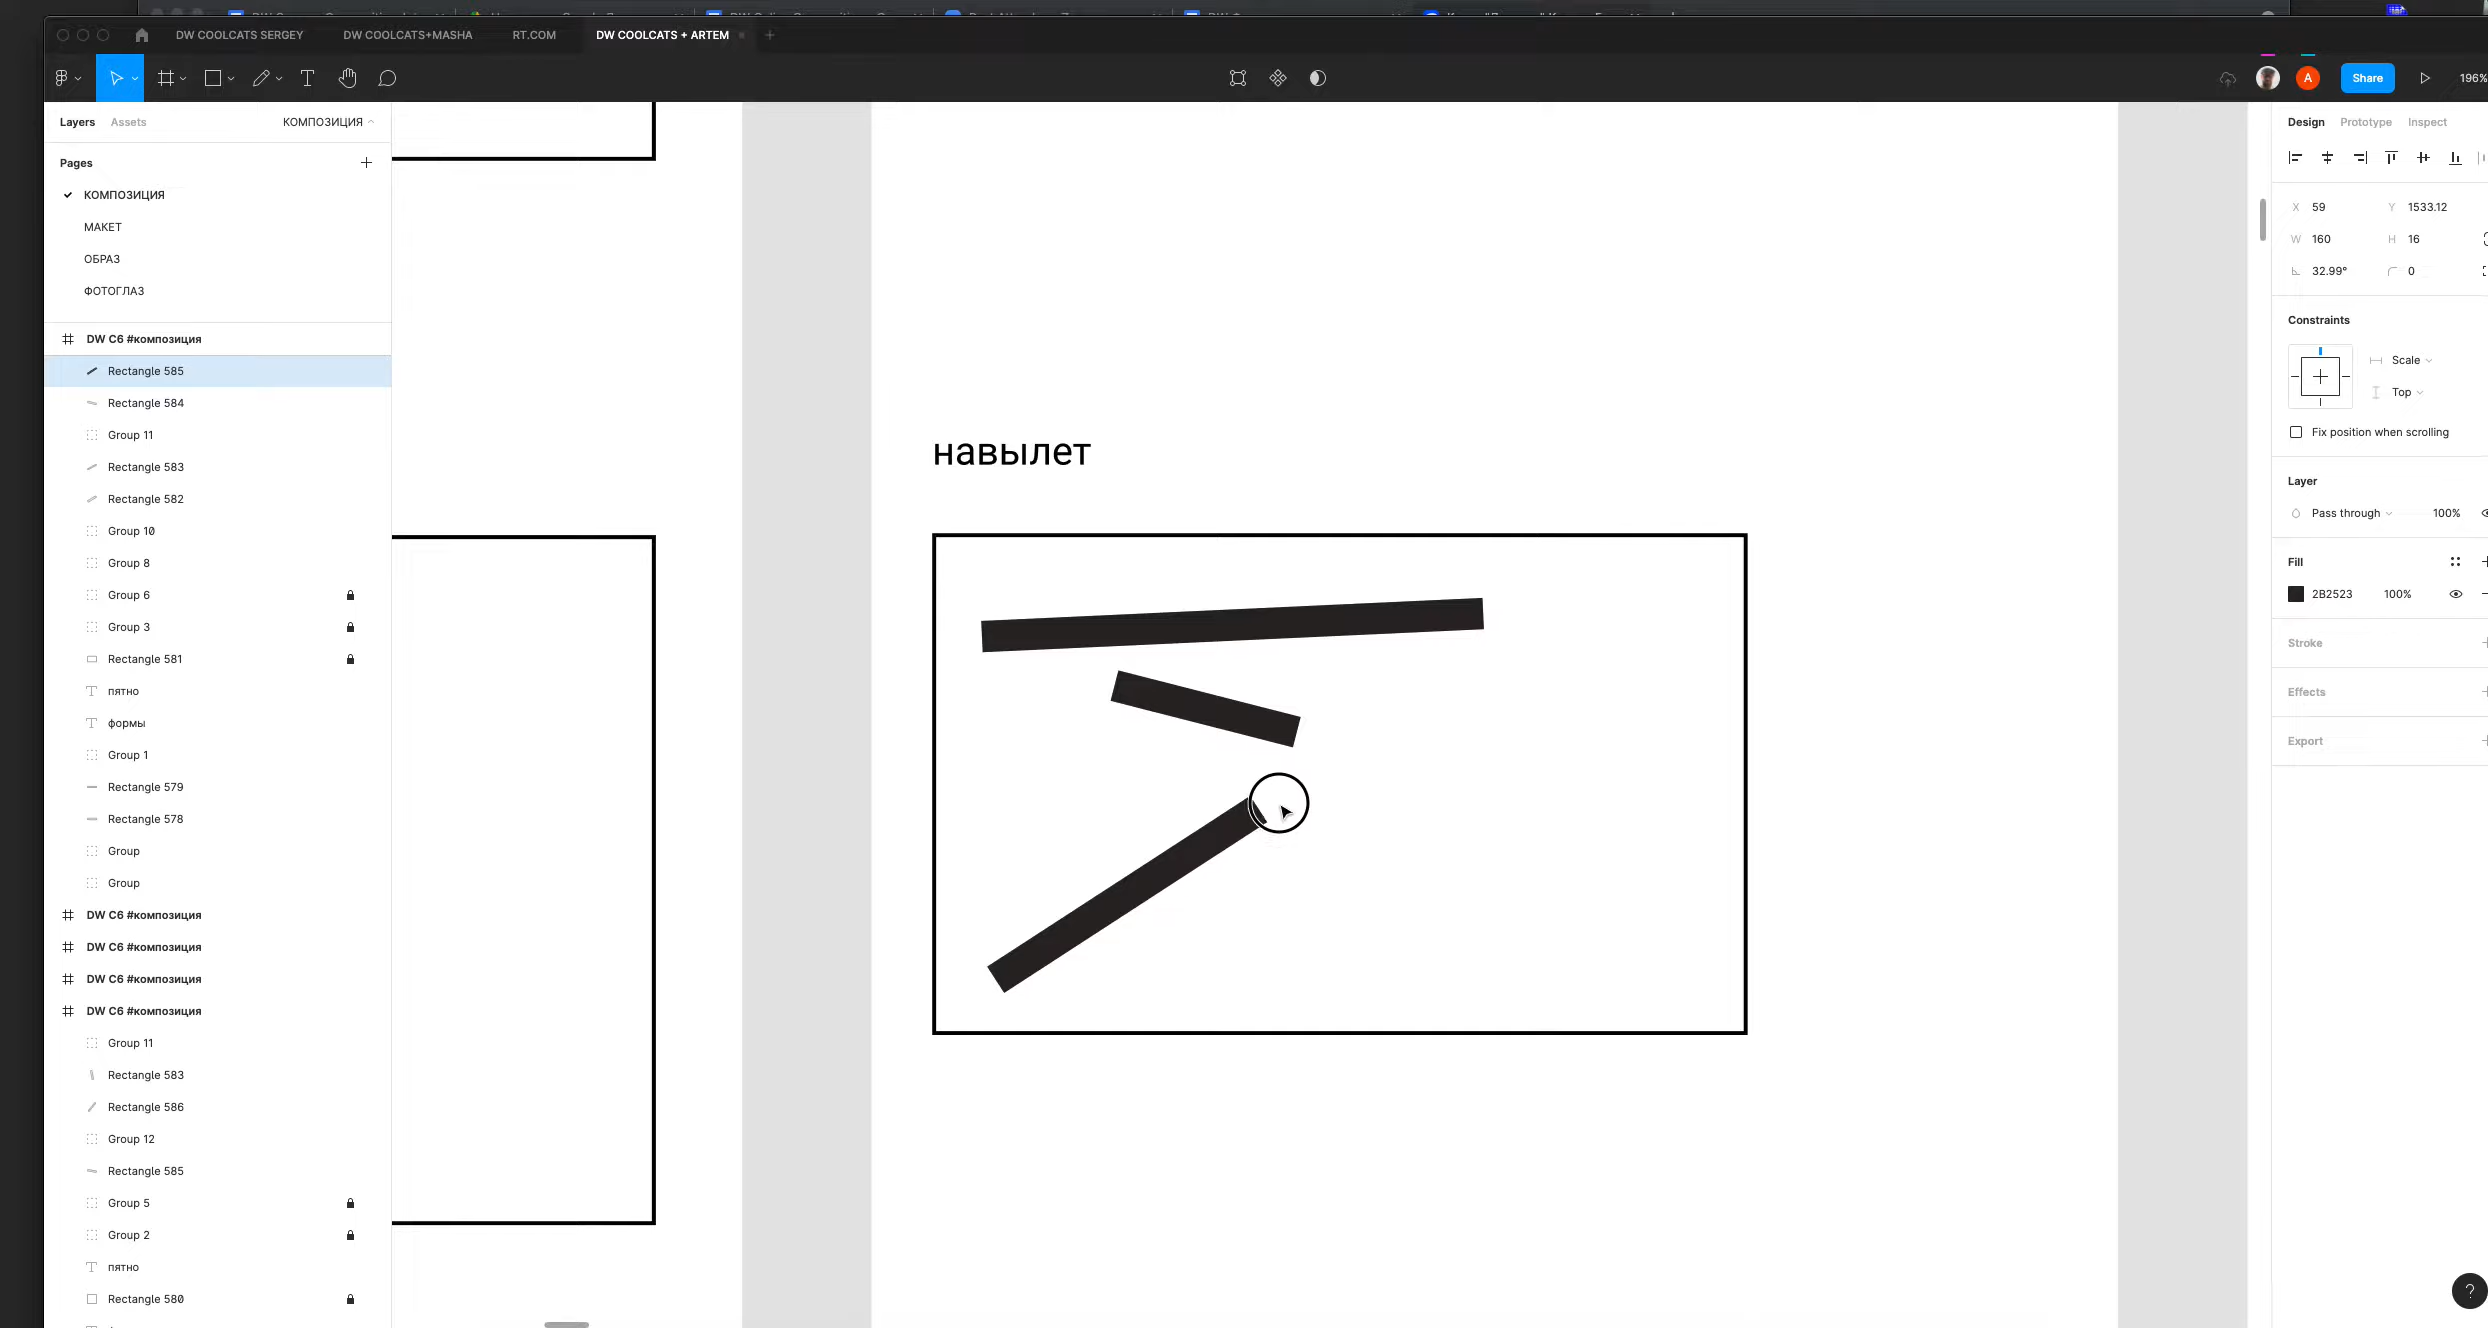 DW COOLCATS SERGEY
DW COOLCATS+MASHA
RT.COM
DW COOLCATS + ARTEM
A
Share
196%
Layers
Assets
КОМПОЗИЦИЯ
Pages
КОМПОЗИЦИЯ
МАКЕТ
ОБРАЗ
ФОТОГЛАЗ
DW C6 #композиция
Rectangle 585
Rectangle 584
Group 11
Rectangle 583
Rectangle 582
Group 10
Group 8
Group 6
Group 3
Rectangle 581
пятно
формы
Group 1
Rectangle 579
Rectangle 578
Group
Group
DW C6 #композиция
DW C6 #композиция
DW C6 #композиция
DW C6 #композиция
Group 11
Rectangle 583
Rectangle 586
Group 12
Rectangle 585
Group 5
Group 2
пятно
Rectangle 580
навылет
Design
Prototype
Inspect
X 59
Y 1533.12
W 160
H 16
32.99°
0
Constraints
Scale
Top
Fix position when scrolling
Layer
Pass through
100%
Fill
2B2523
100%
Stroke
Effects
Export
?